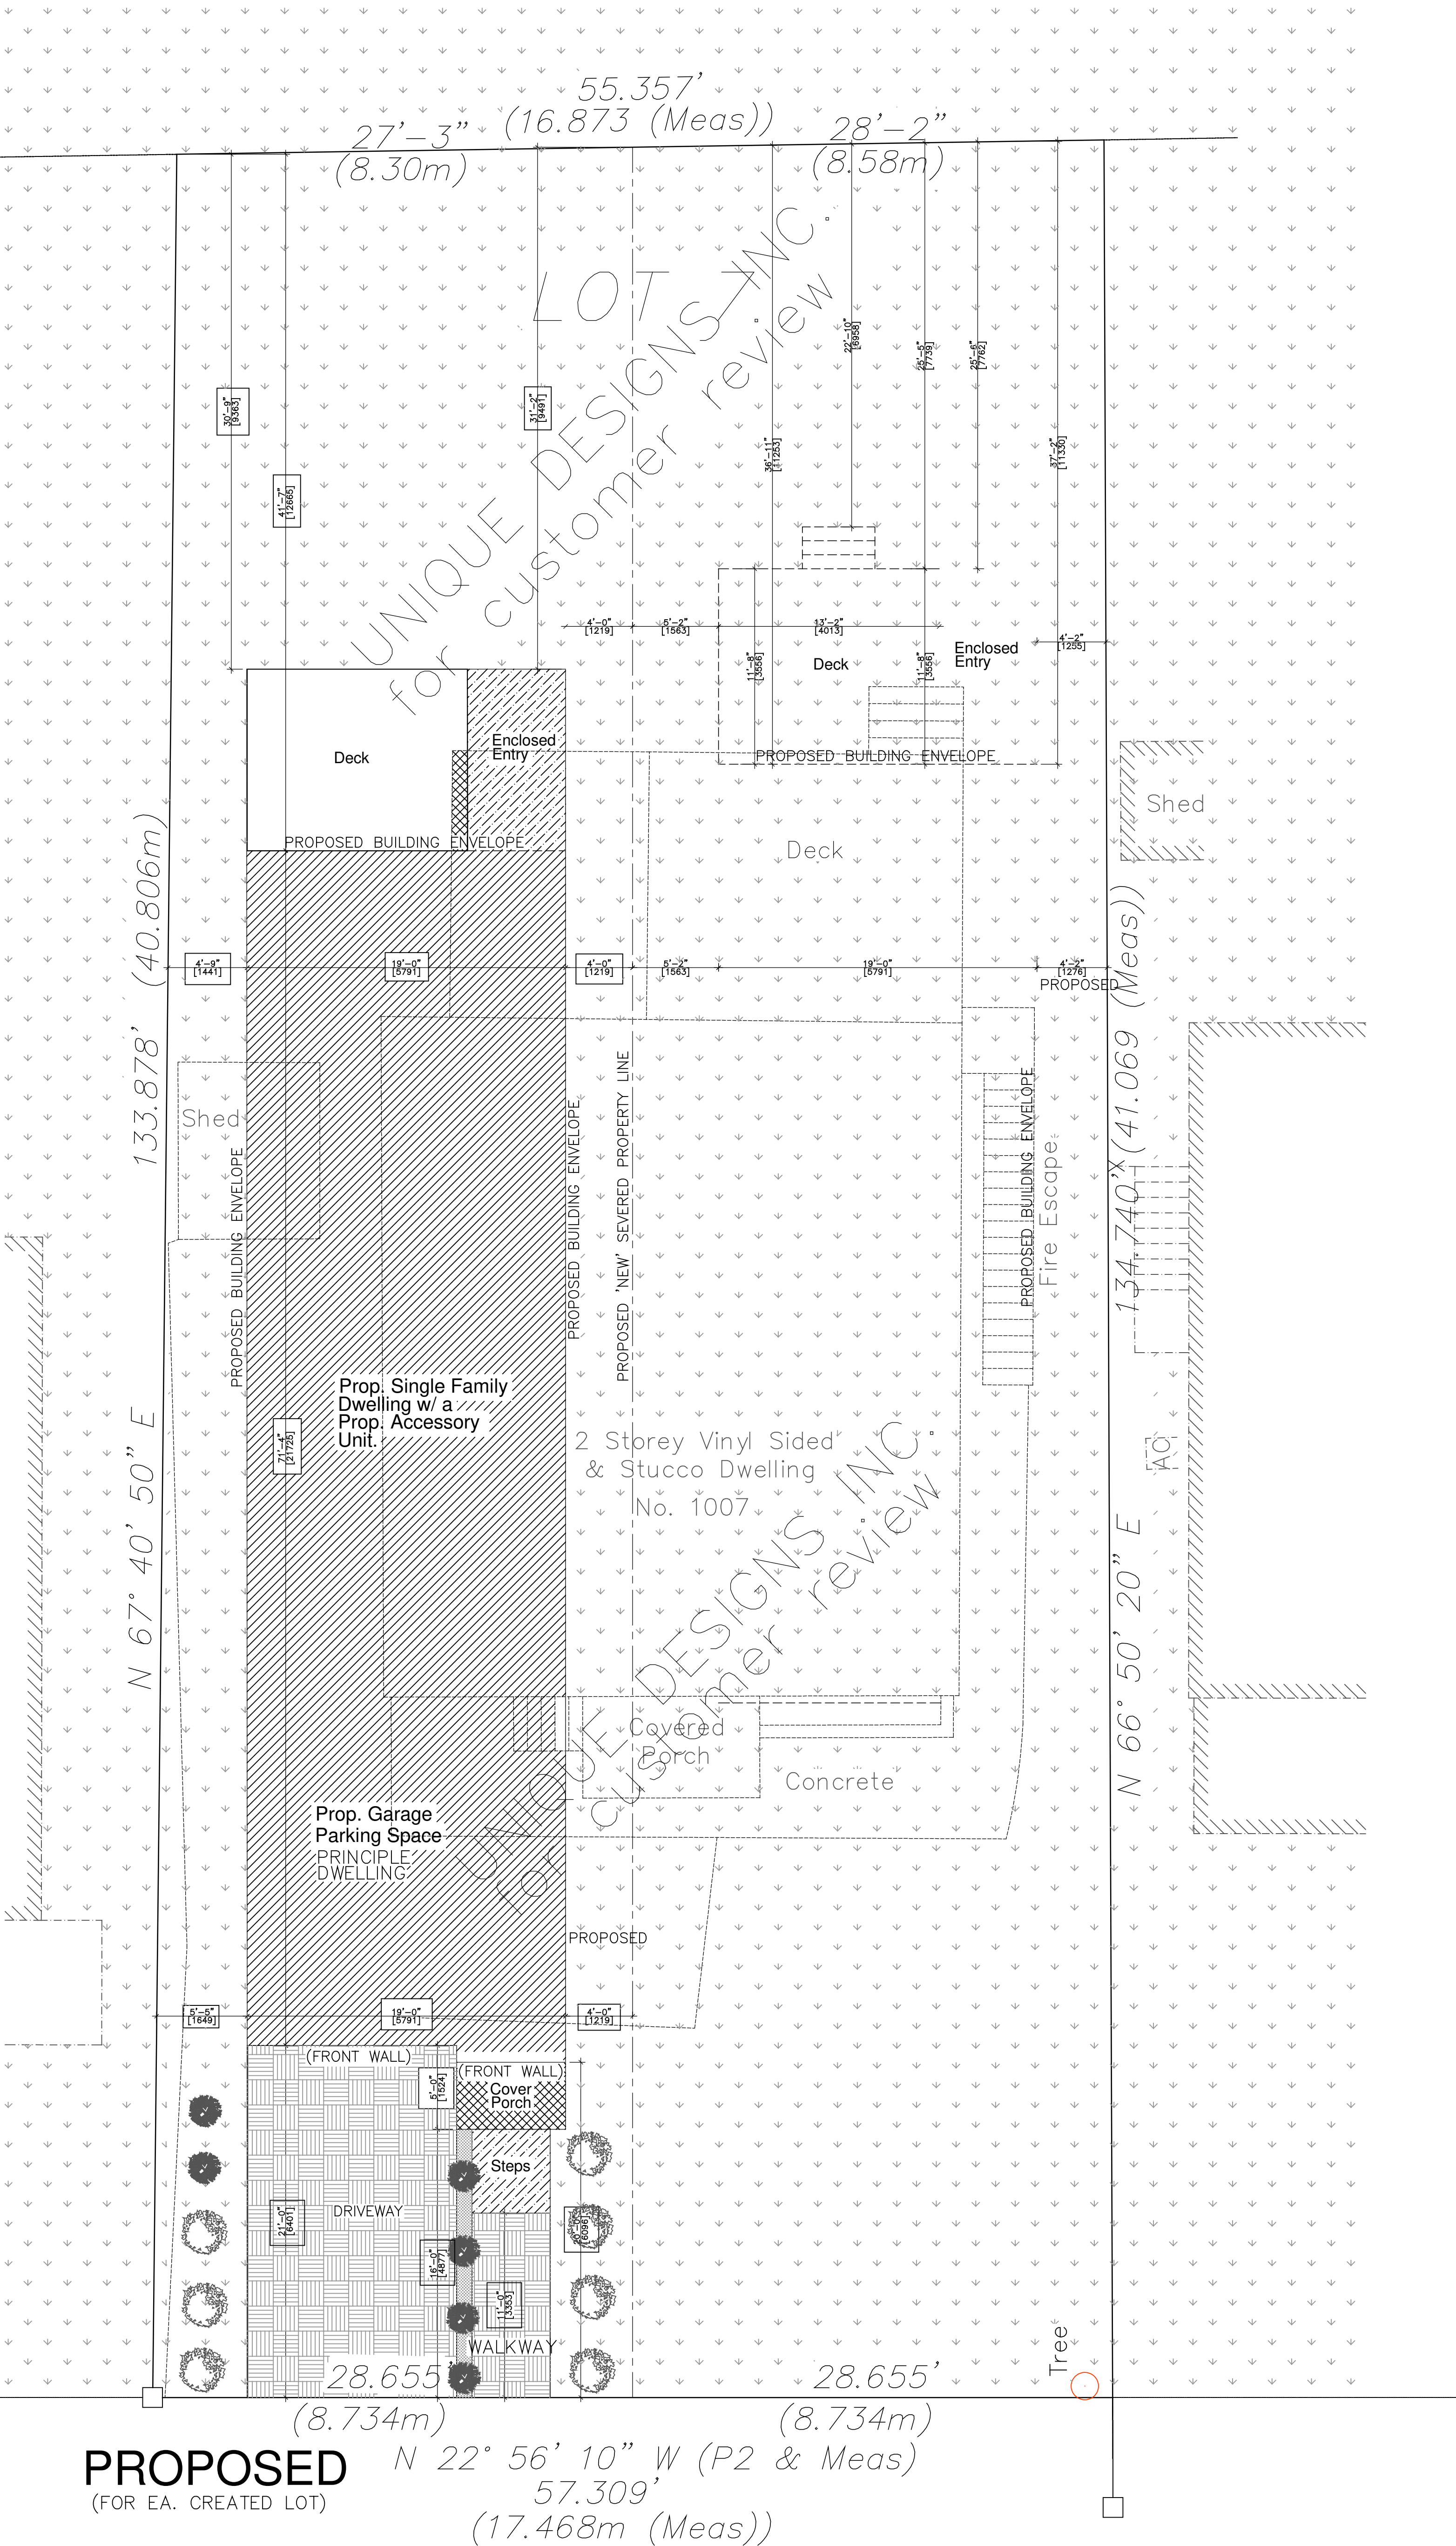 55.357'
27'-3" (16.873 (Meas)) 28'-2"
(8.30m) (8.58m)
LOT 7
UNIQUE DESIGNS INC.
for customer review
22'-10"
[6958]
25'-5"
[7739]
25'-6"
[7762]
30'-9"
[9363]
31'-2"
[9491]
36'-11"
[11253]
37'-2"
[11330]
41'-7"
[12665]
4'-0"
[1219]
5'-2"
[1563]
13'-2"
[4013]
4'-2"
[1255]
11'-8"
[3556]
Deck
11'-8"
[3556]
Enclosed
Entry
Deck
Enclosed
Entry
PROPOSED BUILDING ENVELOPE
PROPOSED BUILDING ENVELOPE
Shed
Deck
133.878' (40.806m)
4'-9"
[1441]
19'-0"
[5791]
4'-0"
[1219]
5'-2"
[1563]
19'-0"
[5791]
4'-2"
[1276]
PROPOSED
134.740' (41.069 (Meas))
Shed
PROPOSED BUILDING ENVELOPE
PROPOSED BUILDING ENVELOPE
PROPOSED 'NEW' SEVERED PROPERTY LINE
PROPOSED BUILDING ENVELOPE
Fire Escape
X
Prop. Single Family
Dwelling w/ a
Prop. Accessory
Unit.
71'-4"
[21725]
2 Storey Vinyl Sided
& Stucco Dwelling
No. 1007
AC
N 67° 40' 50" E
N 66° 50' 20" E
UNIQUE DESIGNS INC.
for customer review
Covered
Porch
Concrete
Prop. Garage
Parking Space
PRINCIPLE
DWELLING
PROPOSED
5'-5"
[1649]
19'-0"
[5791]
4'-0"
[1219]
(FRONT WALL)
(FRONT WALL)
5'-0"
[1524]
Cover
Porch
Steps
DRIVEWAY
21'-0"
[6401]
20'-0"
[6096]
16'-0"
[4877]
11'-0"
[3353]
WALKWAY
Tree
28.655' 28.655'
(8.734m) (8.734m)
PROPOSED
(FOR EA. CREATED LOT)
N 22° 56' 10" W (P2 & Meas)
57.309'
(17.468m (Meas))